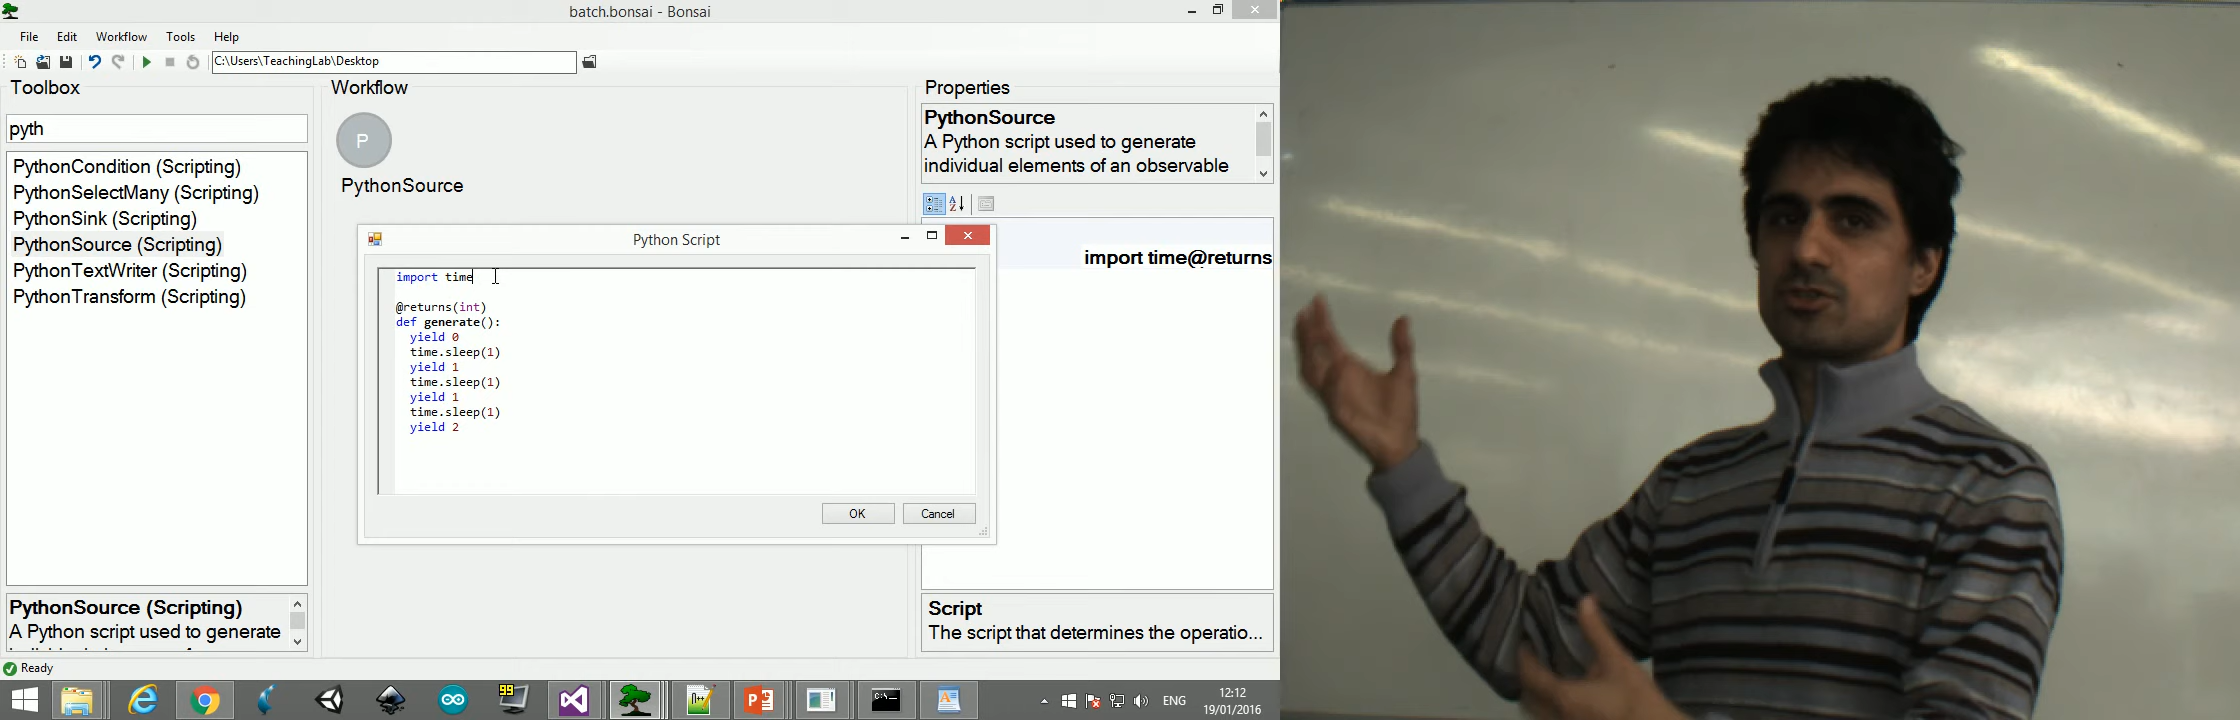 batch.bonsai - Bonsai
File Edit Workflow Tools Help
C:\Users\TeachingLab\Desktop
Toolbox
pyth
PythonCondition (Scripting)
PythonSelectMany (Scripting)
PythonSink (Scripting)
PythonSource (Scripting)
PythonTextWriter (Scripting)
PythonTransform (Scripting)
PythonSource (Scripting)
A Python script used to generate
Workflow
P
PythonSource
Python Script
import time
@returns(int)
def generate():
yield 0
time.sleep(1)
yield 1
time.sleep(1)
yield 1
time.sleep(1)
yield 2
OK Cancel
Properties
PythonSource
A Python script used to generate
individual elements of an observable
import time@returns
Script
The script that determines the operatio...
Ready
99
C:\
ENG
12:12
19/01/2016